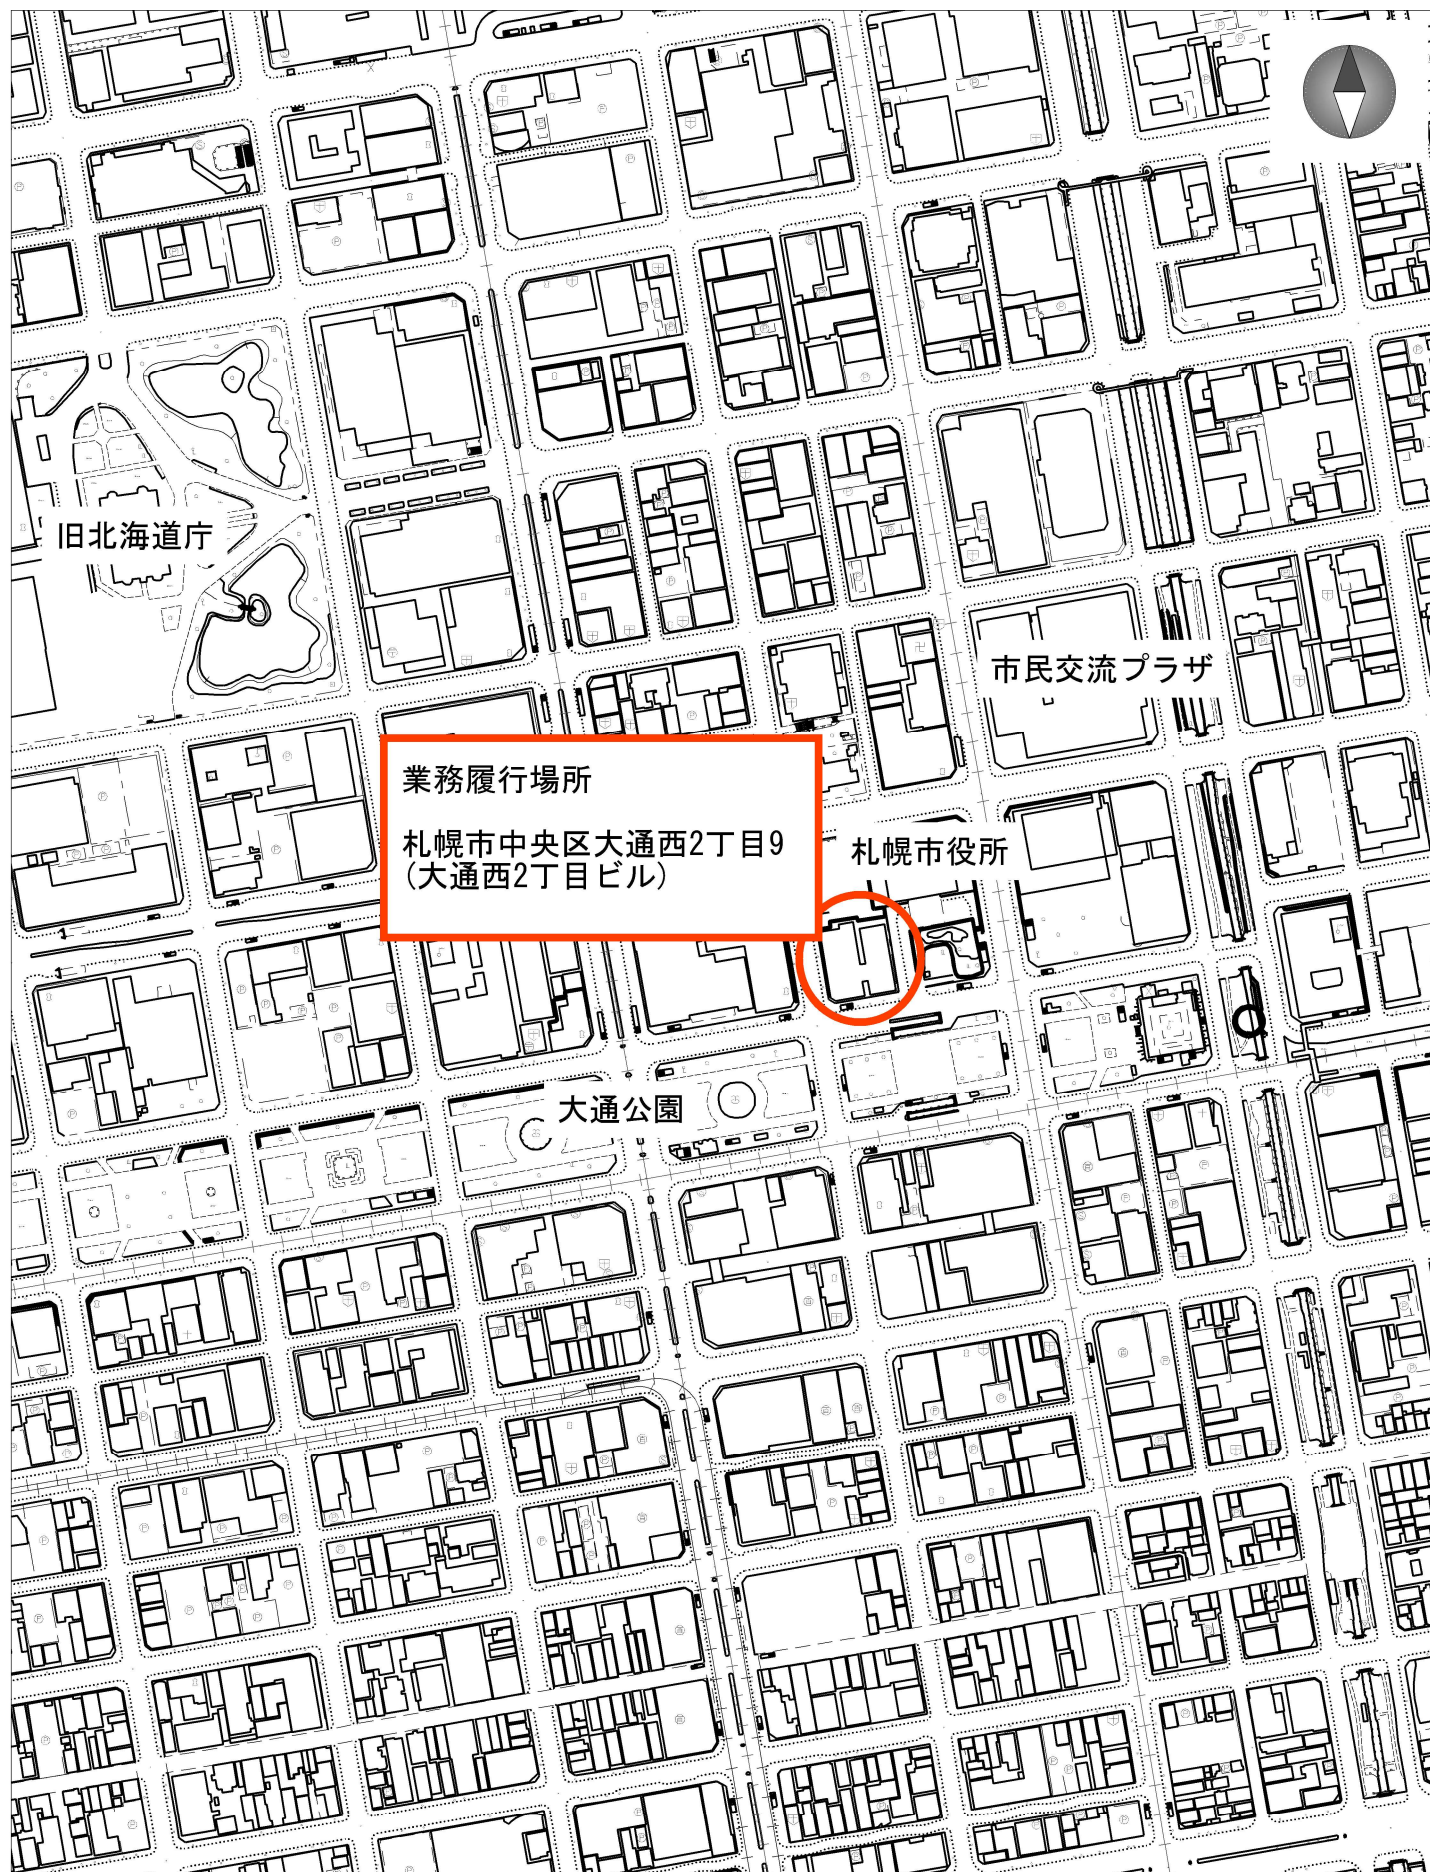 旧北海道庁
市民交流プラザ
業務履行場所
札幌市中央区大通西2丁目9
(大通西2丁目ビル)
札幌市役所
大通公園